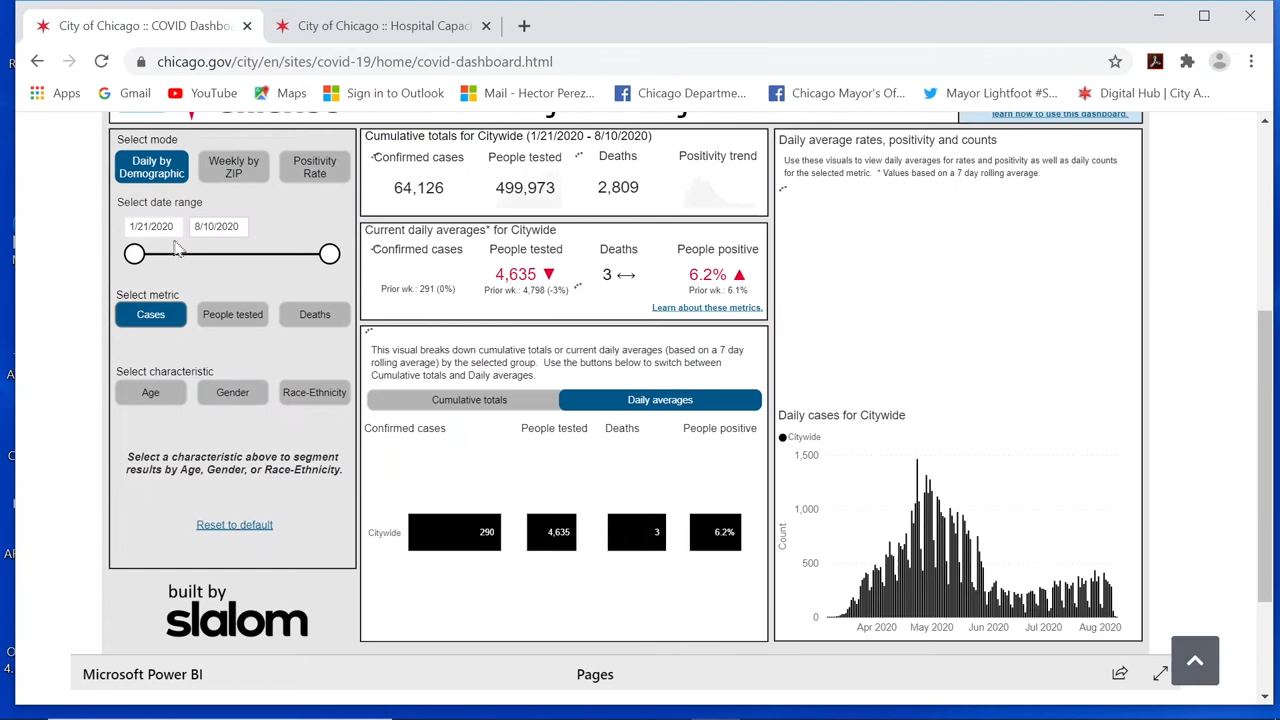 City of Chicago :: COVID Dashbo
City of Chicago :: Hospital Capac
chicago.gov/city/en/sites/covid-19/home/covid-dashboard.html
Apps
Gmail
YouTube
Maps
Sign in to Outlook
Mail - Hector Perez...
Chicago Departme...
Chicago Mayor's Of...
Mayor Lightfoot #S...
Digital Hub | City A...
learn how to use this dashboard.
Select mode
Daily by Demographic
Weekly by ZIP
Positivity Rate
Select date range
1/21/2020
8/10/2020
Select metric
Cases
People tested
Deaths
Select characteristic
Age
Gender
Race-Ethnicity
Select a characteristic above to segment
results by Age, Gender, or Race-Ethnicity.
Reset to default
built by
slalom
Cumulative totals for Citywide (1/21/2020 - 8/10/2020)
Confirmed cases
People tested
Deaths
Positivity trend
64,126
499,973
2,809
Current daily averages* for Citywide
Confirmed cases
People tested
Deaths
People positive
4,635 ▼
3 ↔
6.2% ▲
Prior wk.: 291 (0%)
Prior wk.: 4,798 (-3%)
Prior wk.: 6.1%
Learn about these metrics.
This visual breaks down cumulative totals or current daily averages (based on a 7 day
rolling average) by the selected group. Use the buttons below to switch between
Cumulative totals and Daily averages.
Cumulative totals
Daily averages
Confirmed cases
People tested
Deaths
People positive
Citywide
290
4,635
3
6.2%
Daily average rates, positivity and counts
Use these visuals to view daily averages for rates and positivity as well as daily counts
for the selected metric. * Values based on a 7 day rolling average.
Daily cases for Citywide
Citywide
1,500
1,000
500
0
Count
Apr 2020
May 2020
Jun 2020
Jul 2020
Aug 2020
Microsoft Power BI
Pages